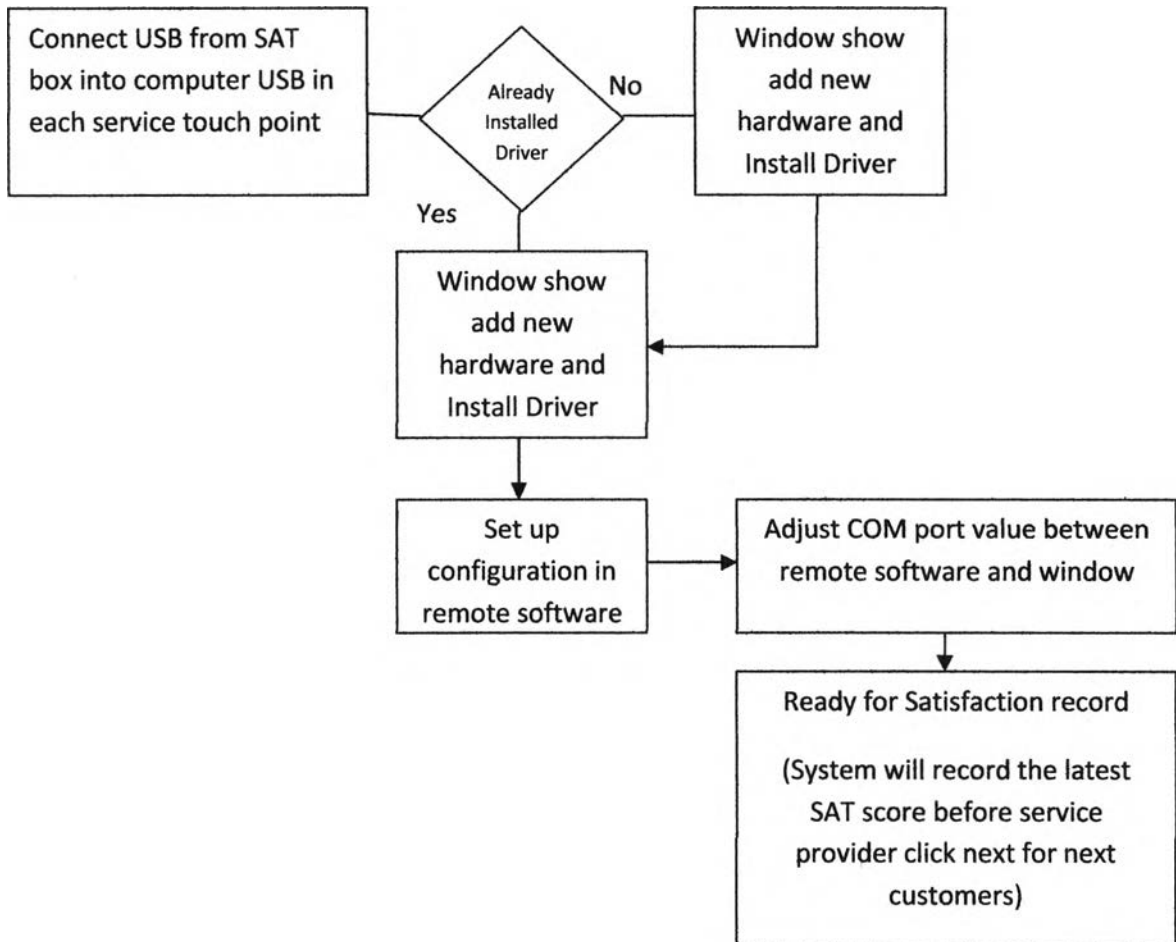 Connect USB from SAT
box into computer USB in
each service touch point
Already
Installed
Driver
No
Window show
add new
hardware and
Install Driver
Yes
Window show
add new
hardware and
Install Driver
Set up
configuration in
remote software
Adjust COM port value between
remote software and window
Ready for Satisfaction record
(System will record the latest
SAT score before service
provider click next for next
customers)